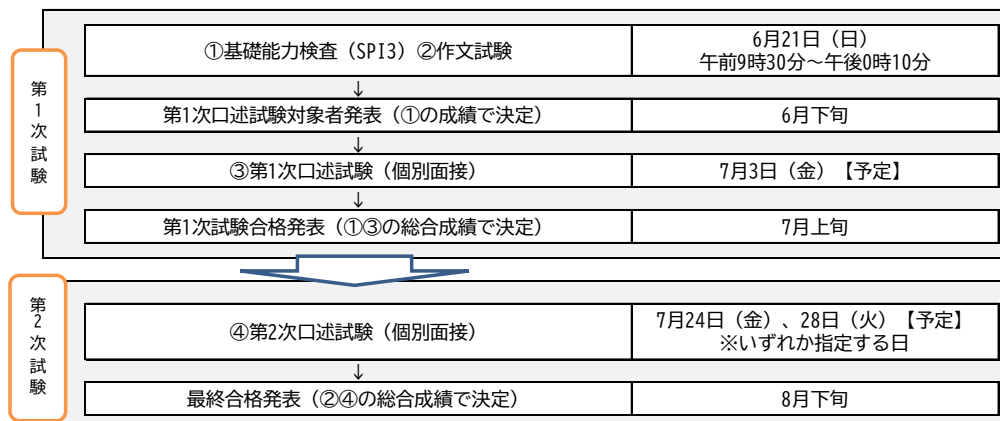 第1次試験
①基礎能力検査（SPI3）②作文試験
6月21日（日）
午前9時30分～午後0時10分
↓
第1次口述試験対象者発表（①の成績で決定）
6月下旬
↓
③第1次口述試験（個別面接）
7月3日（金）【予定】
↓
第1次試験合格発表（①③の総合成績で決定）
7月上旬
第2次試験
④第2次口述試験（個別面接）
7月24日（金）、28日（火）【予定】
※いずれか指定する日
↓
最終合格発表（②④の総合成績で決定）
8月下旬